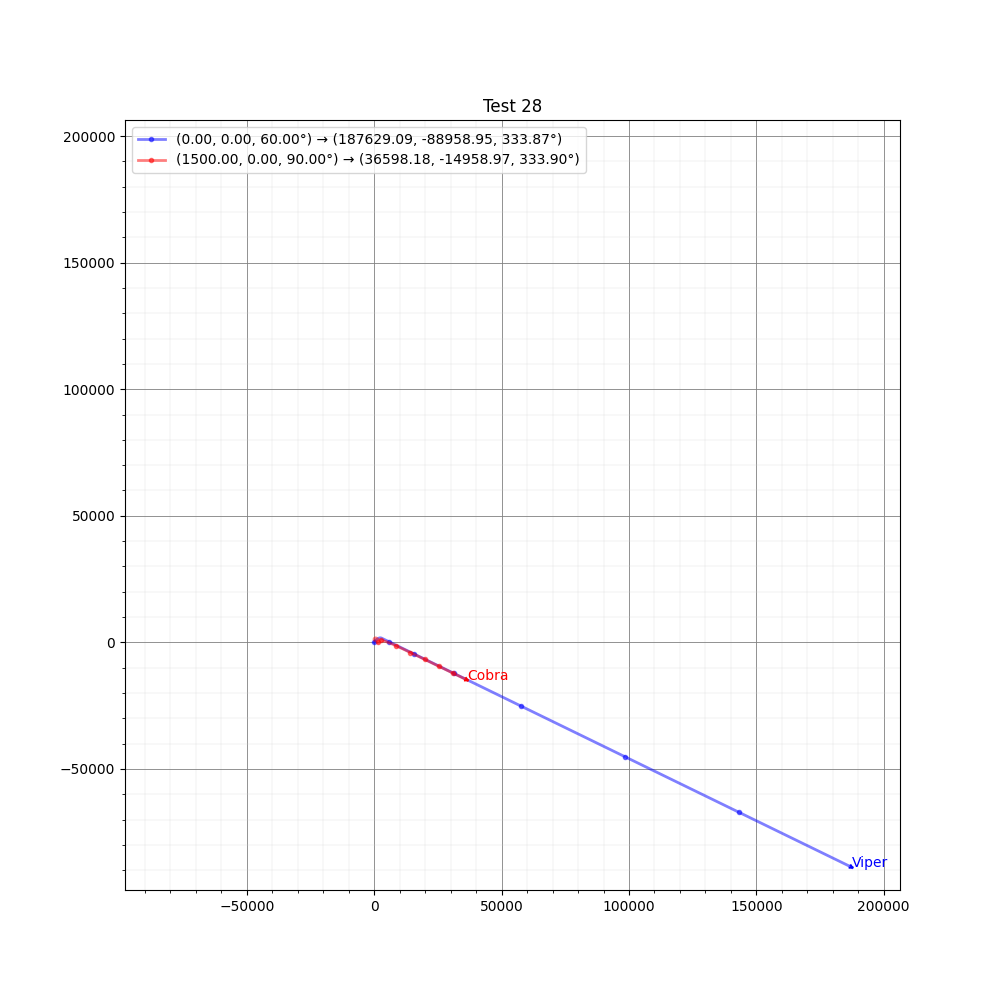 Test 28
(0.00, 0.00, 60.00°) → (187629.09, -88958.95, 333.87°)
(1500.00, 0.00, 90.00°) → (36598.18, -14958.97, 333.90°)
200000
150000
100000
50000
0
−50000
Cobra
Viper
−50000 0 50000 100000 150000 200000